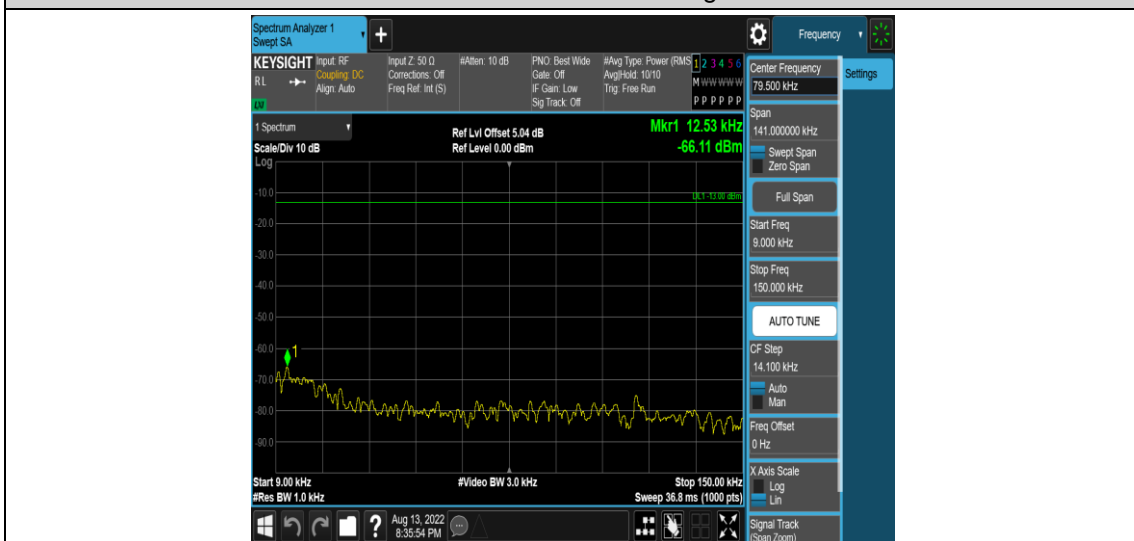 Spectrum Analyzer 1
Swept SA
+
Frequency
KEYSIGHT
RL
LXI
Input: RF
Coupling: DC
Align: Auto
Input Z: 50 Ω
Corrections: Off
Freq Ref: Int (S)
#Atten: 10 dB
PNO: Best Wide
Gate: Off
IF Gain: Low
Sig Track: Off
#Avg Type: Power (RMS
Avg|Hold: 10/10
Trig: Free Run
1 2 3 4 5 6
M W W W W W
P P P P P P
1 Spectrum
Scale/Div 10 dB
Ref Lvl Offset 5.04 dB
Ref Level 0.00 dBm
Mkr1 12.53 kHz
-66.11 dBm
Log
DL1 -13.00 dBm
-10.0
-20.0
-30.0
-40.0
-50.0
-60.0
1
-70.0
-80.0
-90.0
Start 9.00 kHz
#Video BW 3.0 kHz
Stop 150.00 kHz
#Res BW 1.0 kHz
Sweep 36.8 ms (1000 pts)
?
Aug 13, 2022
8:35:54 PM
Center Frequency
79.500 kHz
Settings
Span
141.000000 kHz
Swept Span
Zero Span
Full Span
Start Freq
9.000 kHz
Stop Freq
150.000 kHz
AUTO TUNE
CF Step
14.100 kHz
Auto
Man
Freq Offset
0 Hz
X Axis Scale
Log
Lin
Signal Track
(Span Zoom)